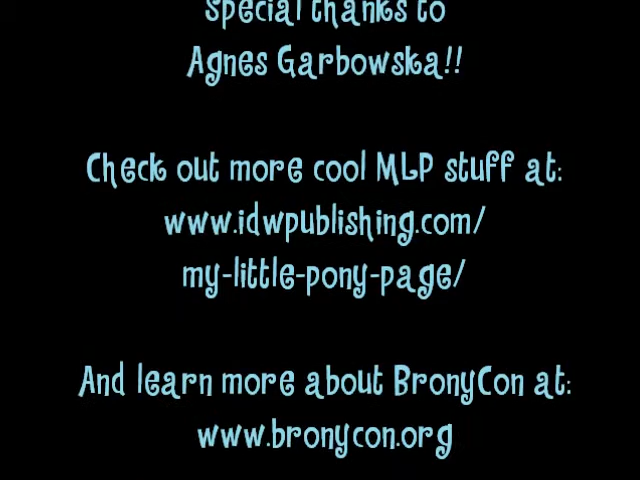 Special thanks to
Agnes Garbowska!!
Check out more cool MLP stuff at:
www.idwpublishing.com/
my-little-pony-page/
And learn more about BronyCon at:
www.bronycon.org